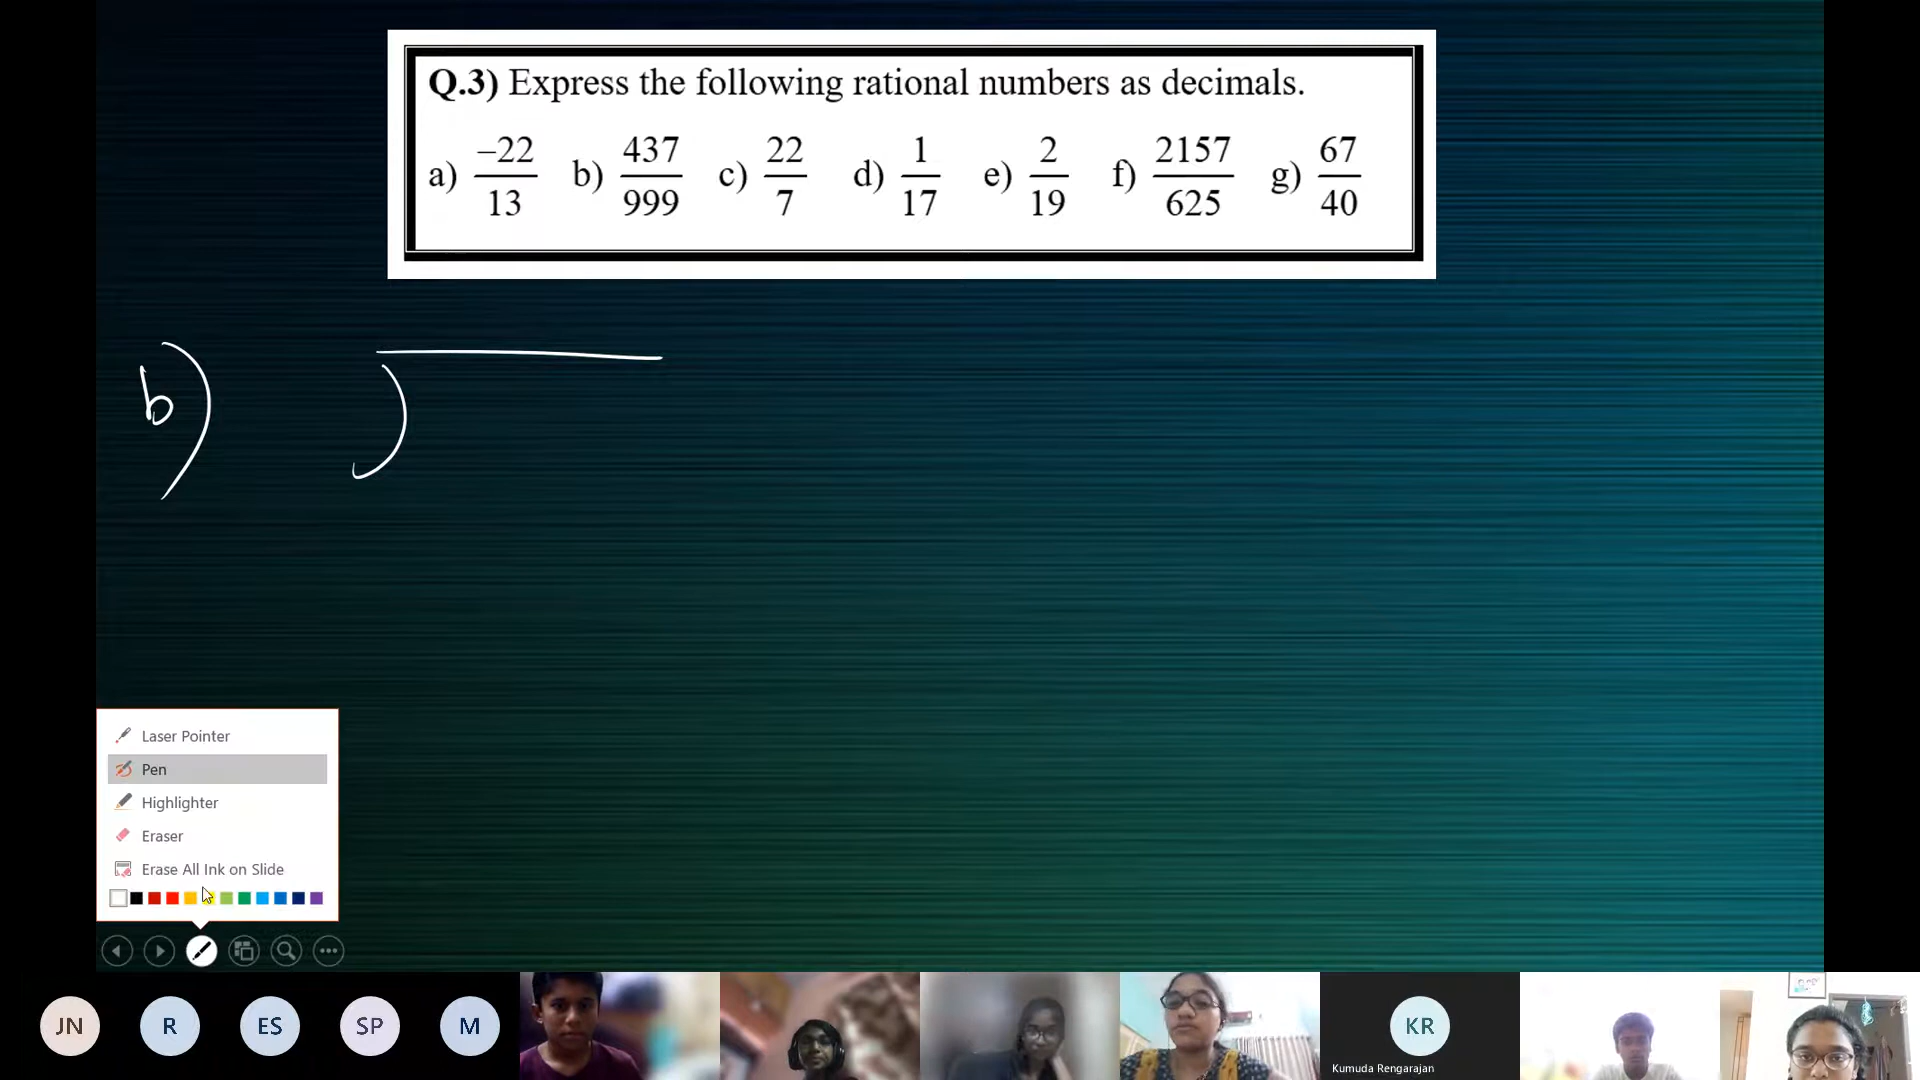 Q.3) Express the following rational numbers as decimals.
a) –22/13 b) 437/999 c) 22/7 d) 1/17 e) 2/19 f) 2157/625 g) 67/40
b)
Laser Pointer
Pen
Highlighter
Eraser
Erase All Ink on Slide
JN R ES SP M KR
Kumuda Rengarajan